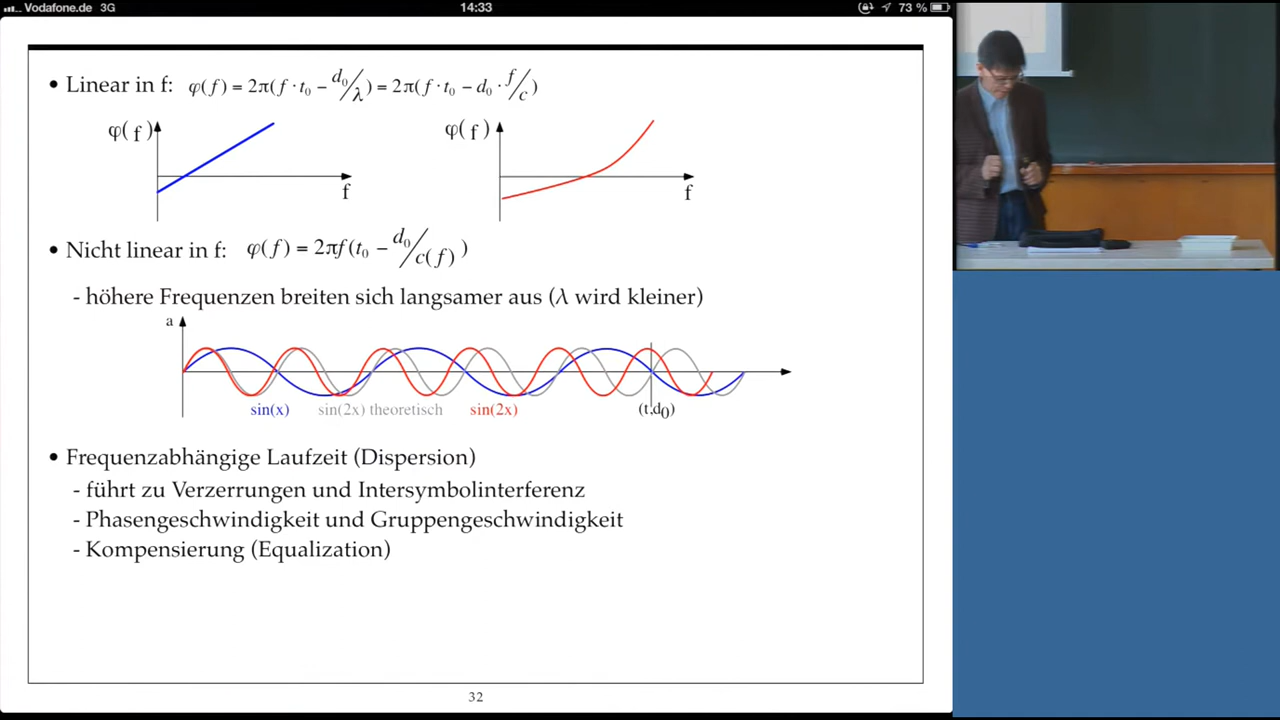 Vodafone.de 3G 14:33 73 %
• Linear in f: φ(f) = 2π(f · t₀ − d₀/λ) = 2π(f · t₀ − d₀ · f/c)
φ(f) φ(f)
f f
• Nicht linear in f: φ(f) = 2πf(t₀ − d₀/c(f))
- höhere Frequenzen breiten sich langsamer aus (λ wird kleiner)
a
sin(x) sin(2x) theoretisch sin(2x) (t,d₀)
• Frequenzabhängige Laufzeit (Dispersion)
- führt zu Verzerrungen und Intersymbolinterferenz
- Phasengeschwindigkeit und Gruppengeschwindigkeit
- Kompensierung (Equalization)
32